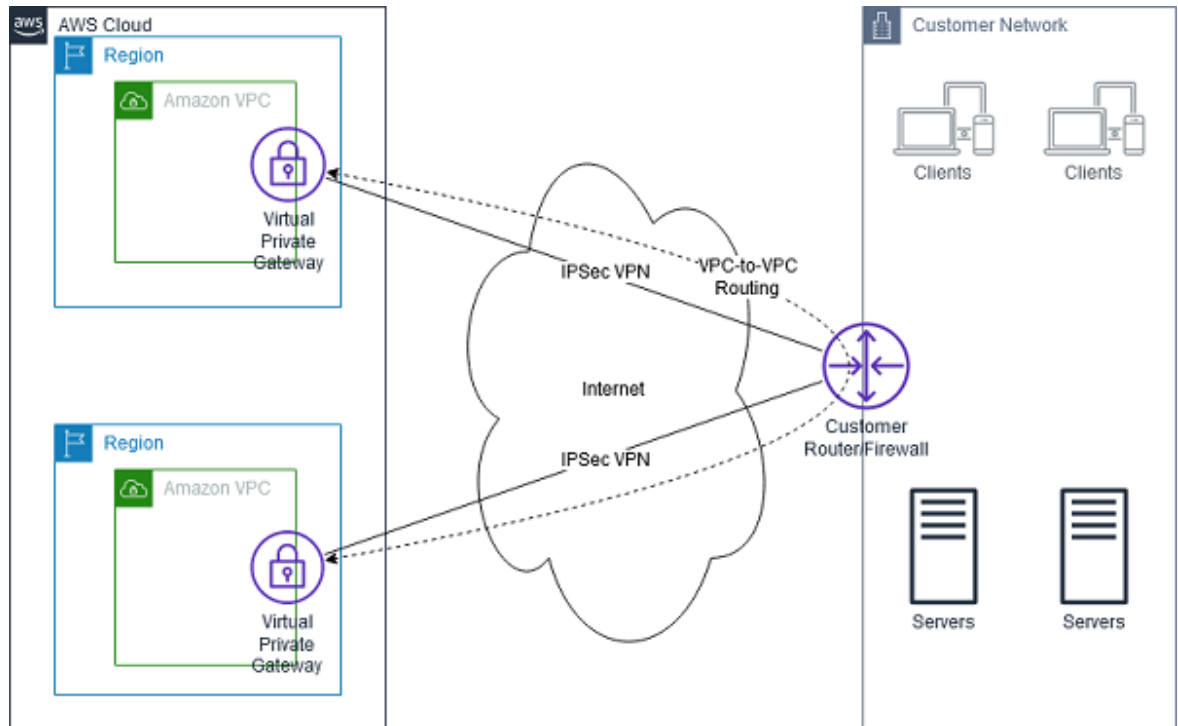 aws
AWS Cloud
Region
Amazon VPC
Virtual
Private
Gateway
Region
Amazon VPC
Virtual
Private
Gateway
IPSec VPN
VPC-to-VPC
Routing
Internet
IPSec VPN
Customer Network
Clients
Clients
Customer
Router/Firewall
Servers
Servers